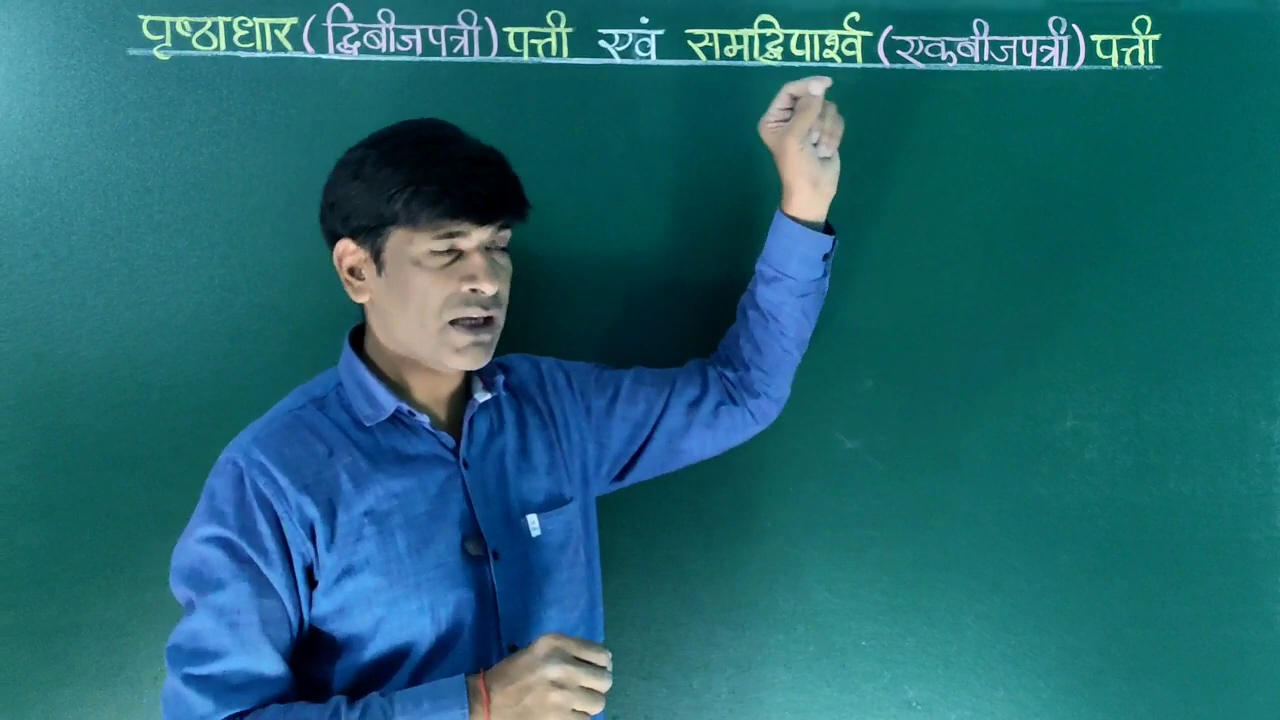 पृष्ठाधार (द्विबीजपत्री) पत्ती एवं समद्विपार्श्व (एकबीजपत्री) पत्ती